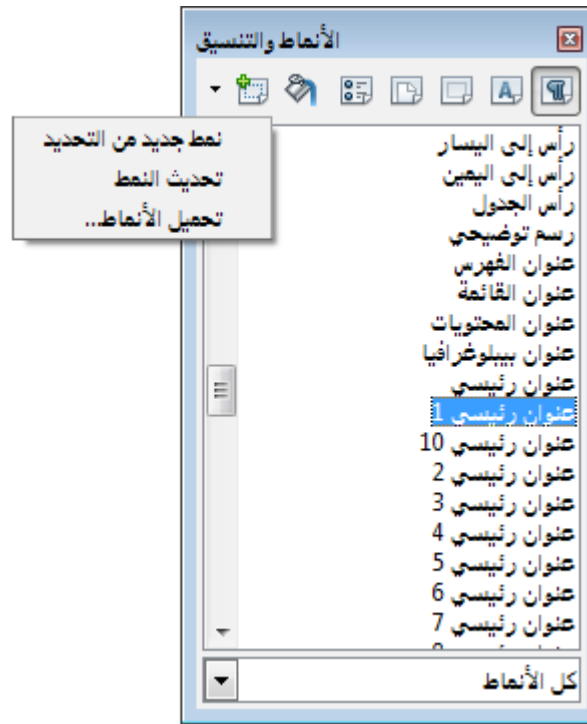 الأنماط والتنسيق
نمط جديد من التحديد
تحديث النمط
تحميل الأنماط...
رأس إلى اليسار
رأس إلى اليمين
رأس الجدول
رسم توضيحي
عنوان الفهرس
عنوان القائمة
عنوان المحتويات
عنوان بيبلوغرافيا
عنوان رئيسي
عنوان رئيسي 1
عنوان رئيسي 10
عنوان رئيسي 2
عنوان رئيسي 3
عنوان رئيسي 4
عنوان رئيسي 5
عنوان رئيسي 6
عنوان رئيسي 7
كل الأنماط